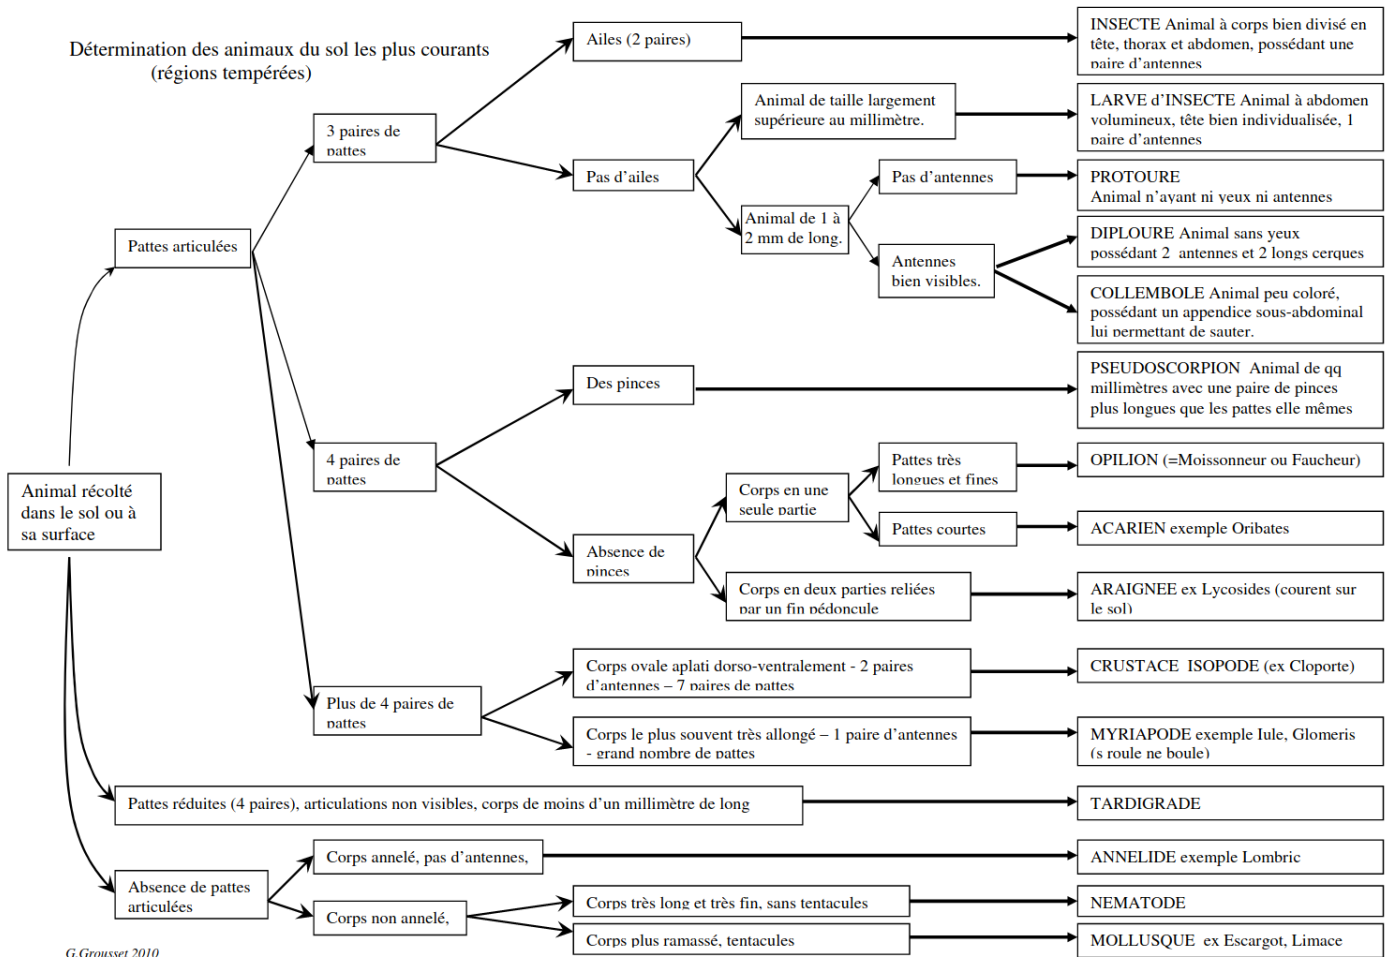 Détermination des animaux du sol les plus courants
(régions tempérées)
Animal récolté
dans le sol ou à
sa surface
Pattes articulées
3 paires de
pattes
Ailes (2 paires)
INSECTE Animal à corps bien divisé en
tête, thorax et abdomen, possédant une
paire d'antennes
Pas d'ailes
Animal de taille largement
supérieure au millimètre.
LARVE d'INSECTE Animal à abdomen
volumineux, tête bien individualisée, 1
paire d'antennes
Animal de 1 à
2 mm de long.
Pas d'antennes
PROTOURE
Animal n'ayant ni yeux ni antennes
Antennes
bien visibles.
DIPLOURE Animal sans yeux
possédant 2 antennes et 2 longs cerques
COLLEMBOLE Animal peu coloré,
possédant un appendice sous-abdominal
lui permettant de sauter.
4 paires de
pattes
Des pinces
PSEUDOSCORPION Animal de qq
millimètres avec une paire de pinces
plus longues que les pattes elle mêmes
Absence de
pinces
Corps en une
seule partie
Pattes très
longues et fines
OPILION (=Moissonneur ou Faucheur)
Pattes courtes
ACARIEN exemple Oribates
Corps en deux parties reliées
par un fin pédoncule
ARAIGNEE ex Lycosides (courent sur
le sol)
Plus de 4 paires de
pattes
Corps ovale aplati dorso-ventralement - 2 paires
d'antennes – 7 paires de pattes
CRUSTACE ISOPODE (ex Cloporte)
Corps le plus souvent très allongé – 1 paire d'antennes
- grand nombre de pattes
MYRIAPODE exemple Iule, Glomeris
(s roule ne boule)
Pattes réduites (4 paires), articulations non visibles, corps de moins d'un millimètre de long
TARDIGRADE
Absence de pattes
articulées
Corps annelé, pas d'antennes,
ANNELIDE exemple Lombric
Corps non annelé,
Corps très long et très fin, sans tentacules
NEMATODE
Corps plus ramassé, tentacules
MOLLUSQUE ex Escargot, Limace
G.Grousset 2010